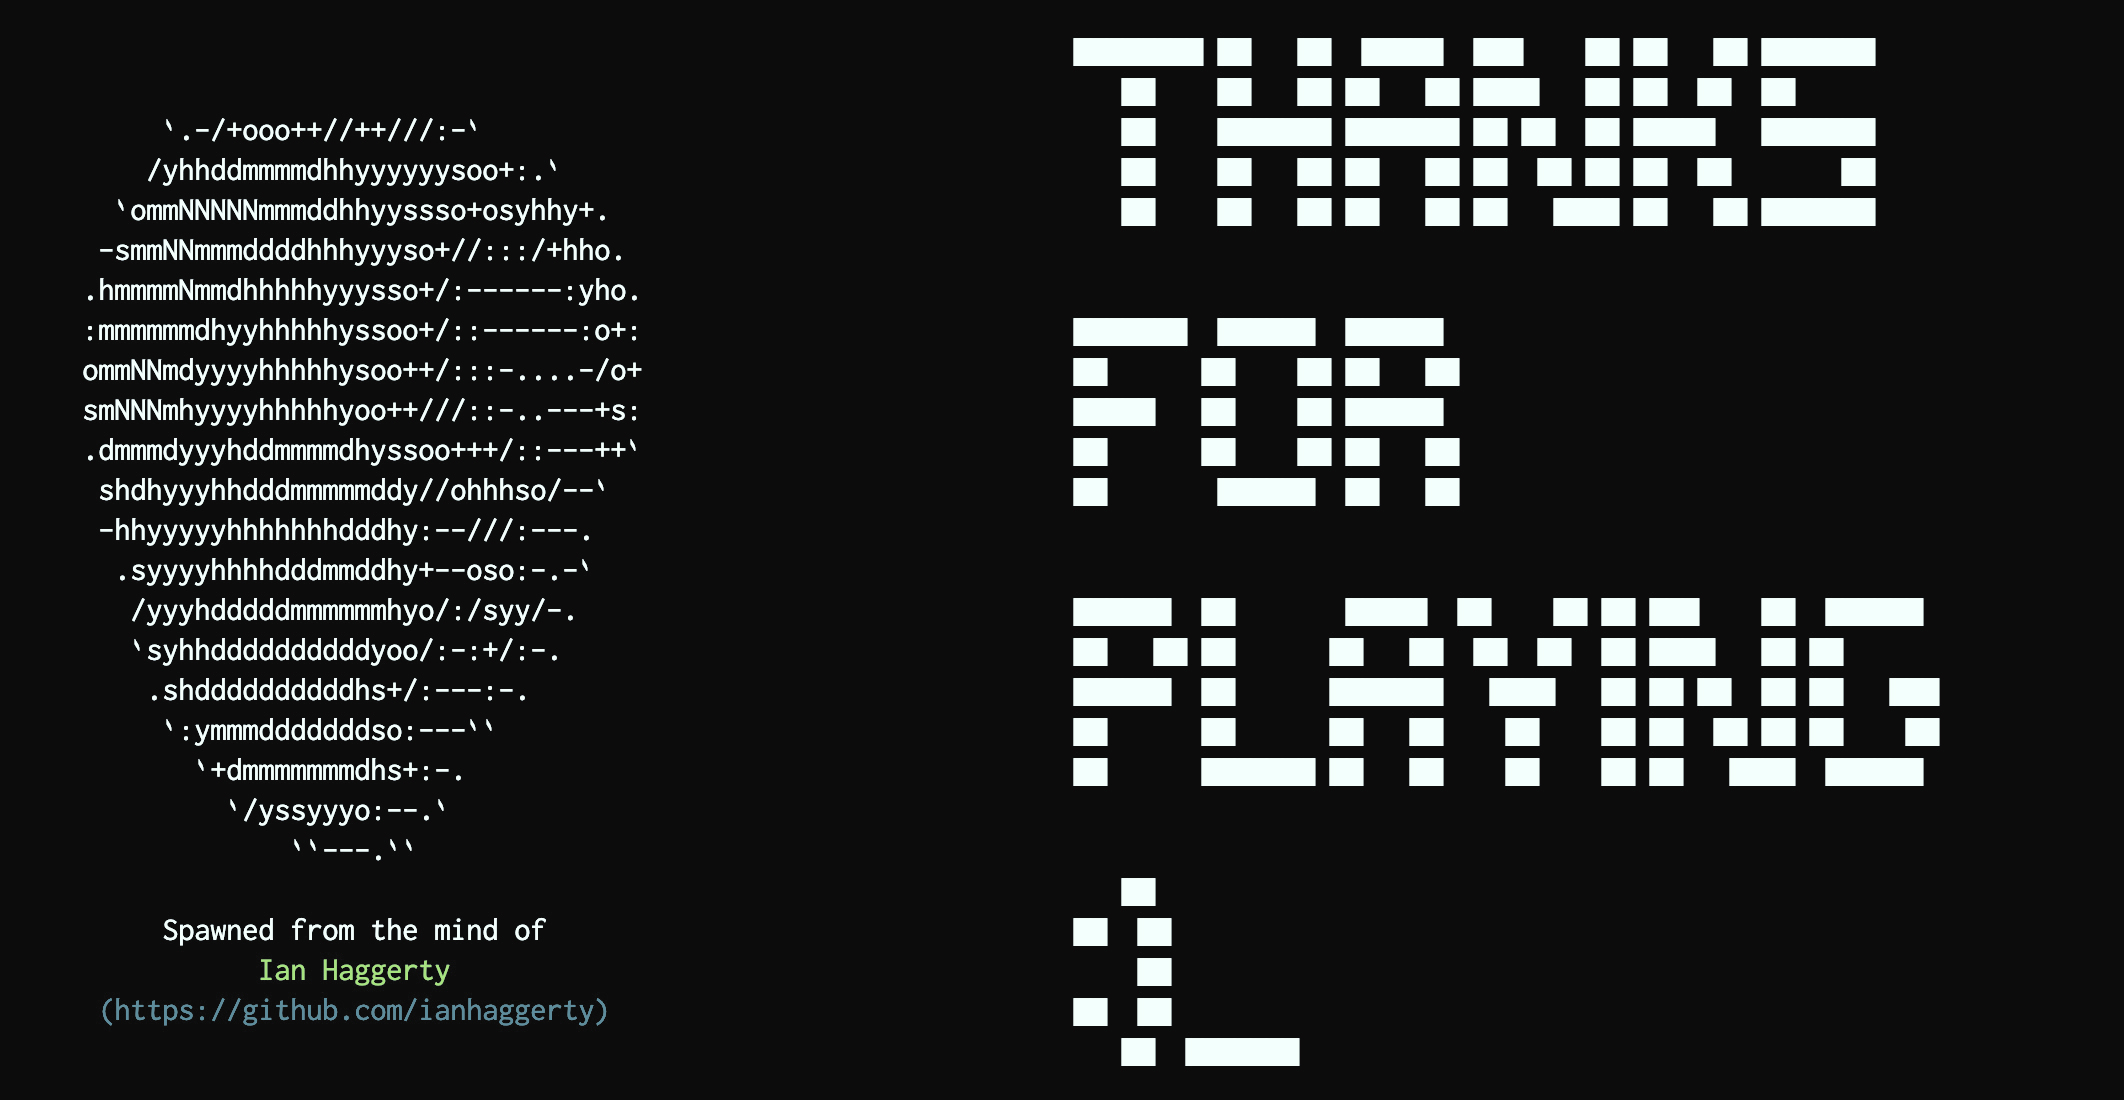 Spawned from the mind of
Ian Haggerty
(https://github.com/ianhaggerty)
THANKS
FOR
PLAYING
:)_